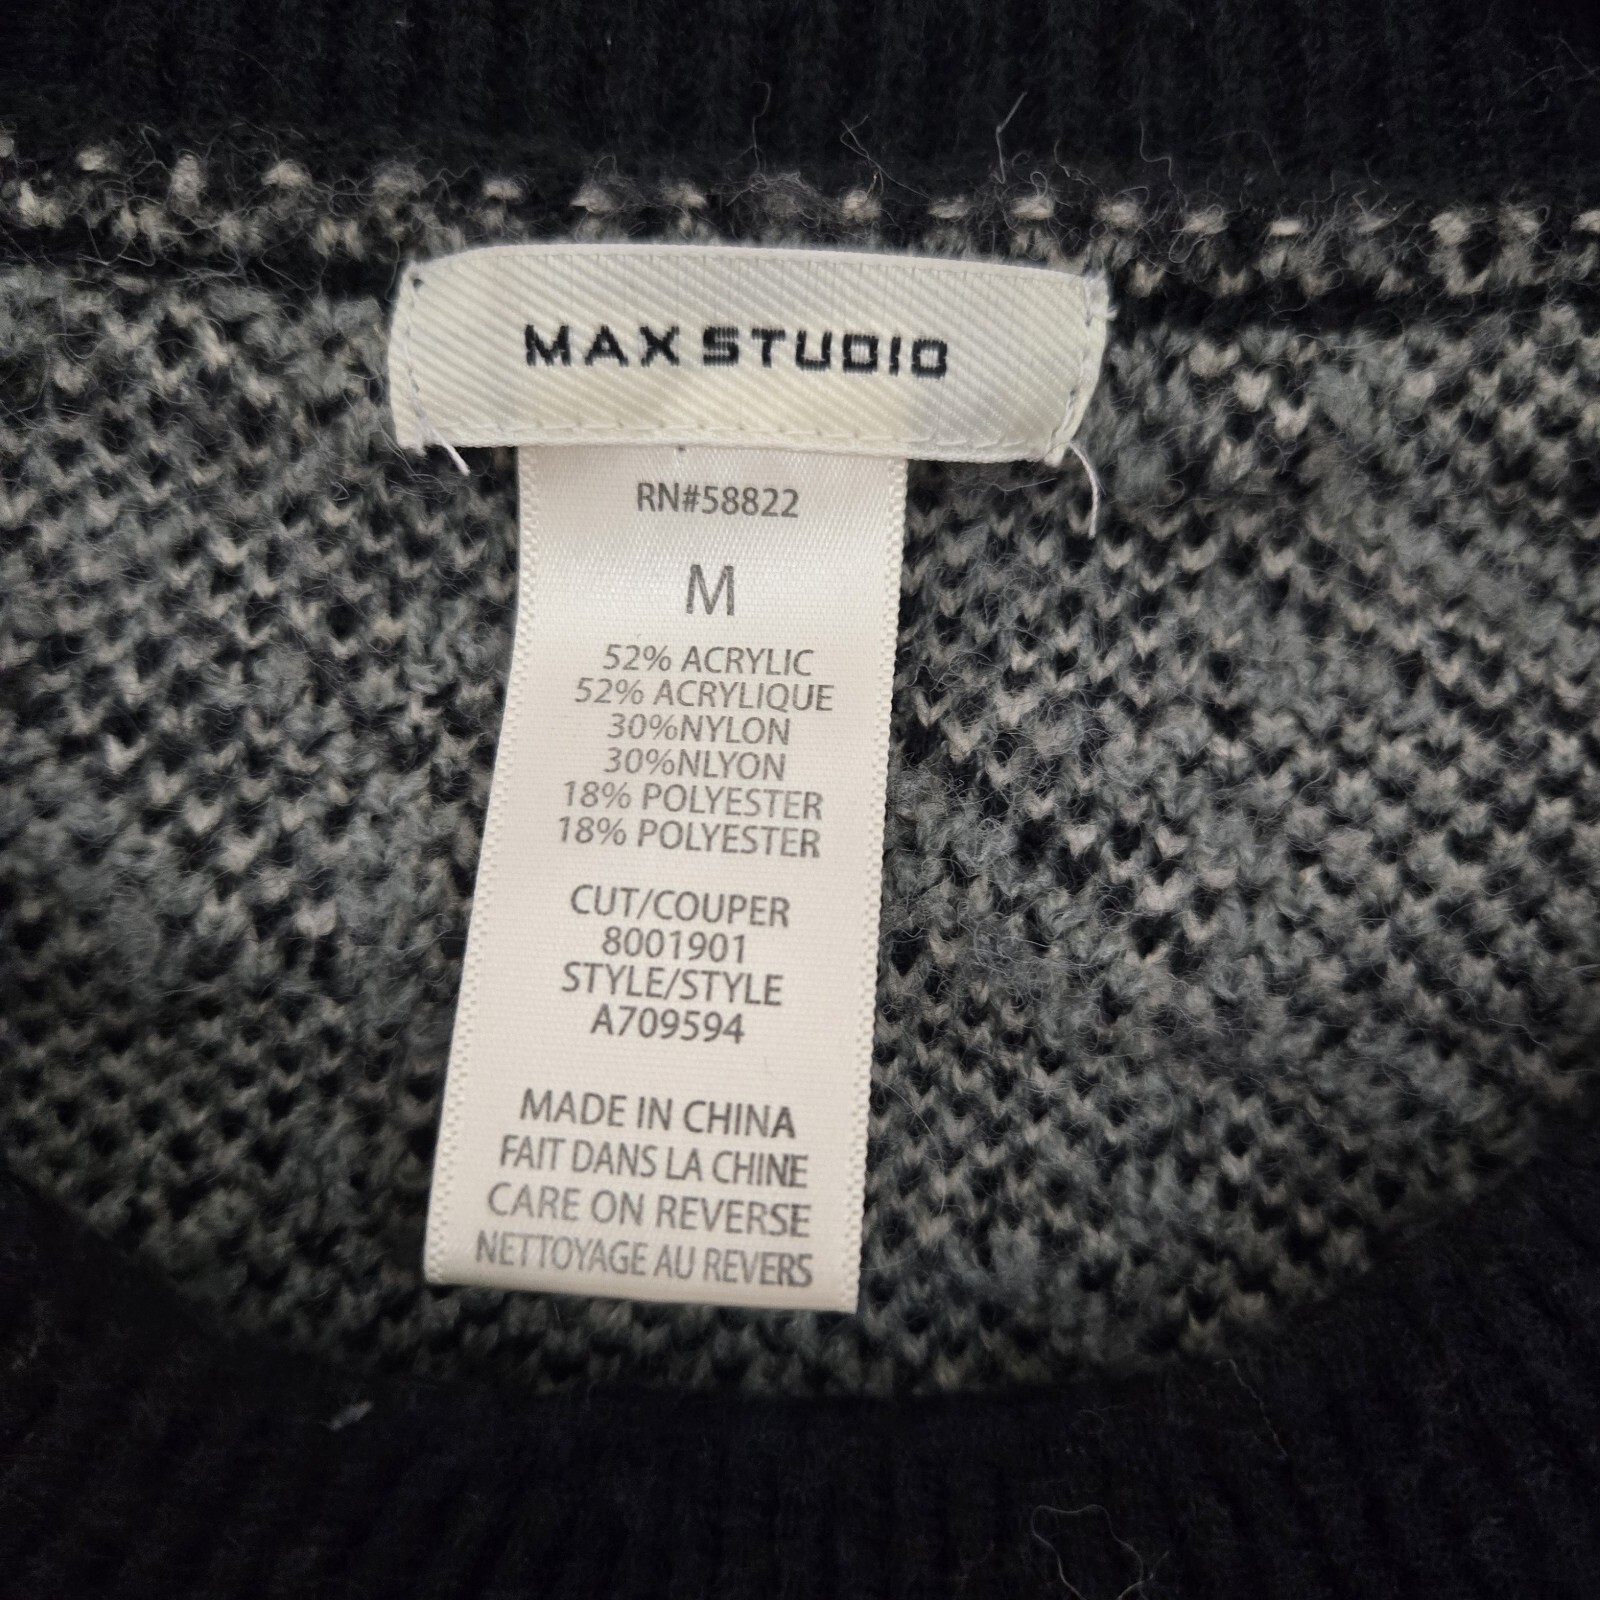 MAX STUDIO
RN#58822
M
52% ACRYLIC
52% ACRYLIQUE
30%NYLON
30%NLYON
18% POLYESTER
18% POLYESTER
CUT/COUPER
8001901
STYLE/STYLE
A709594
MADE IN CHINA
FAIT DANS LA CHINE
CARE ON REVERSE
NETTOYAGE AU REVERS